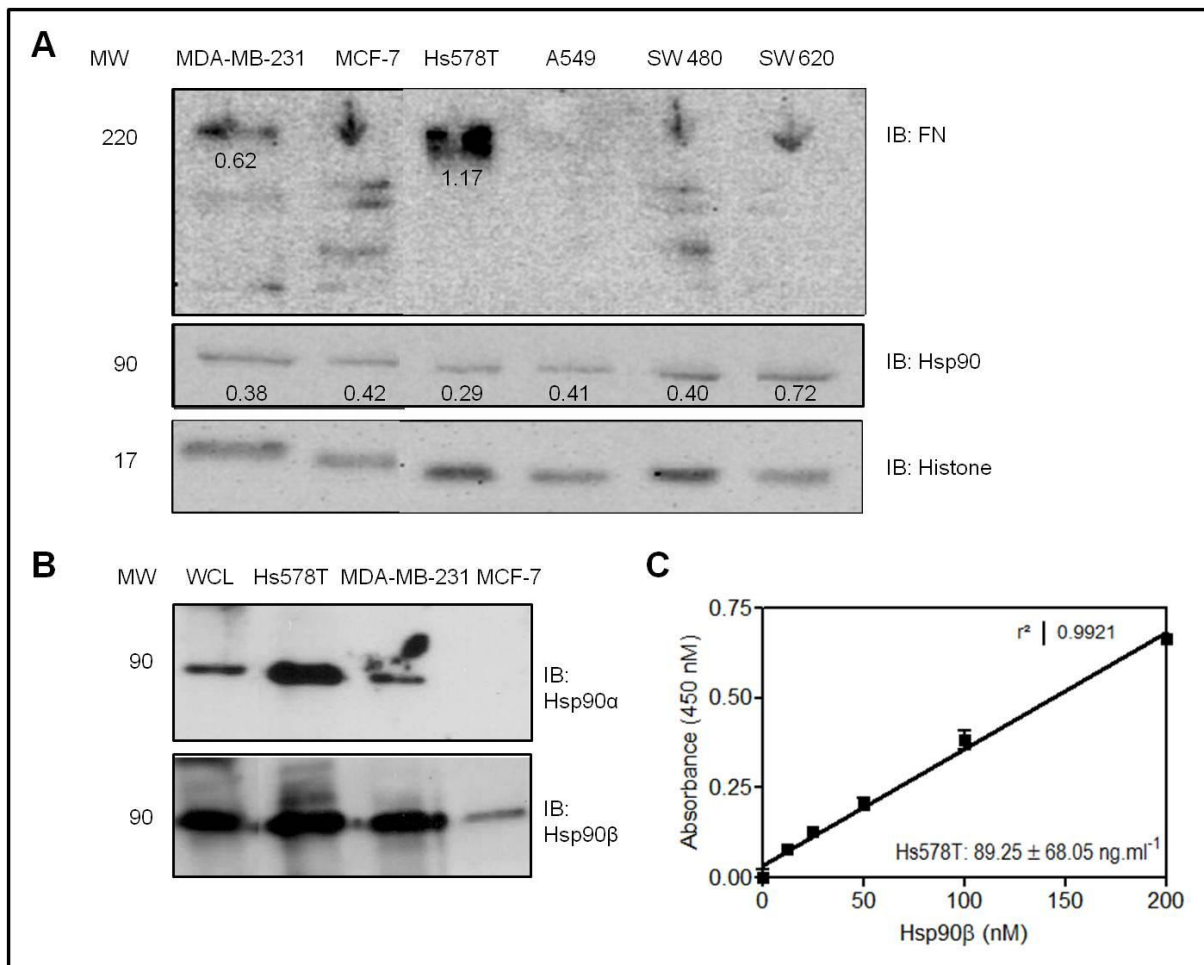 A
MW MDA-MB-231 MCF-7 Hs578T A549 SW 480 SW 620
220 IB: FN
0.62 1.17
90 IB: Hsp90
0.38 0.42 0.29 0.41 0.40 0.72
17 IB: Histone
B
MW WCL Hs578T MDA-MB-231 MCF-7
90 IB:
Hsp90α
90 IB:
Hsp90β
C
Absorbance (450 nM)
0.75
0.50
0.25
0.00
r² | 0.9921
Hs578T: 89.25 ± 68.05 ng.ml⁻¹
0 50 100 150 200
Hsp90β (nM)